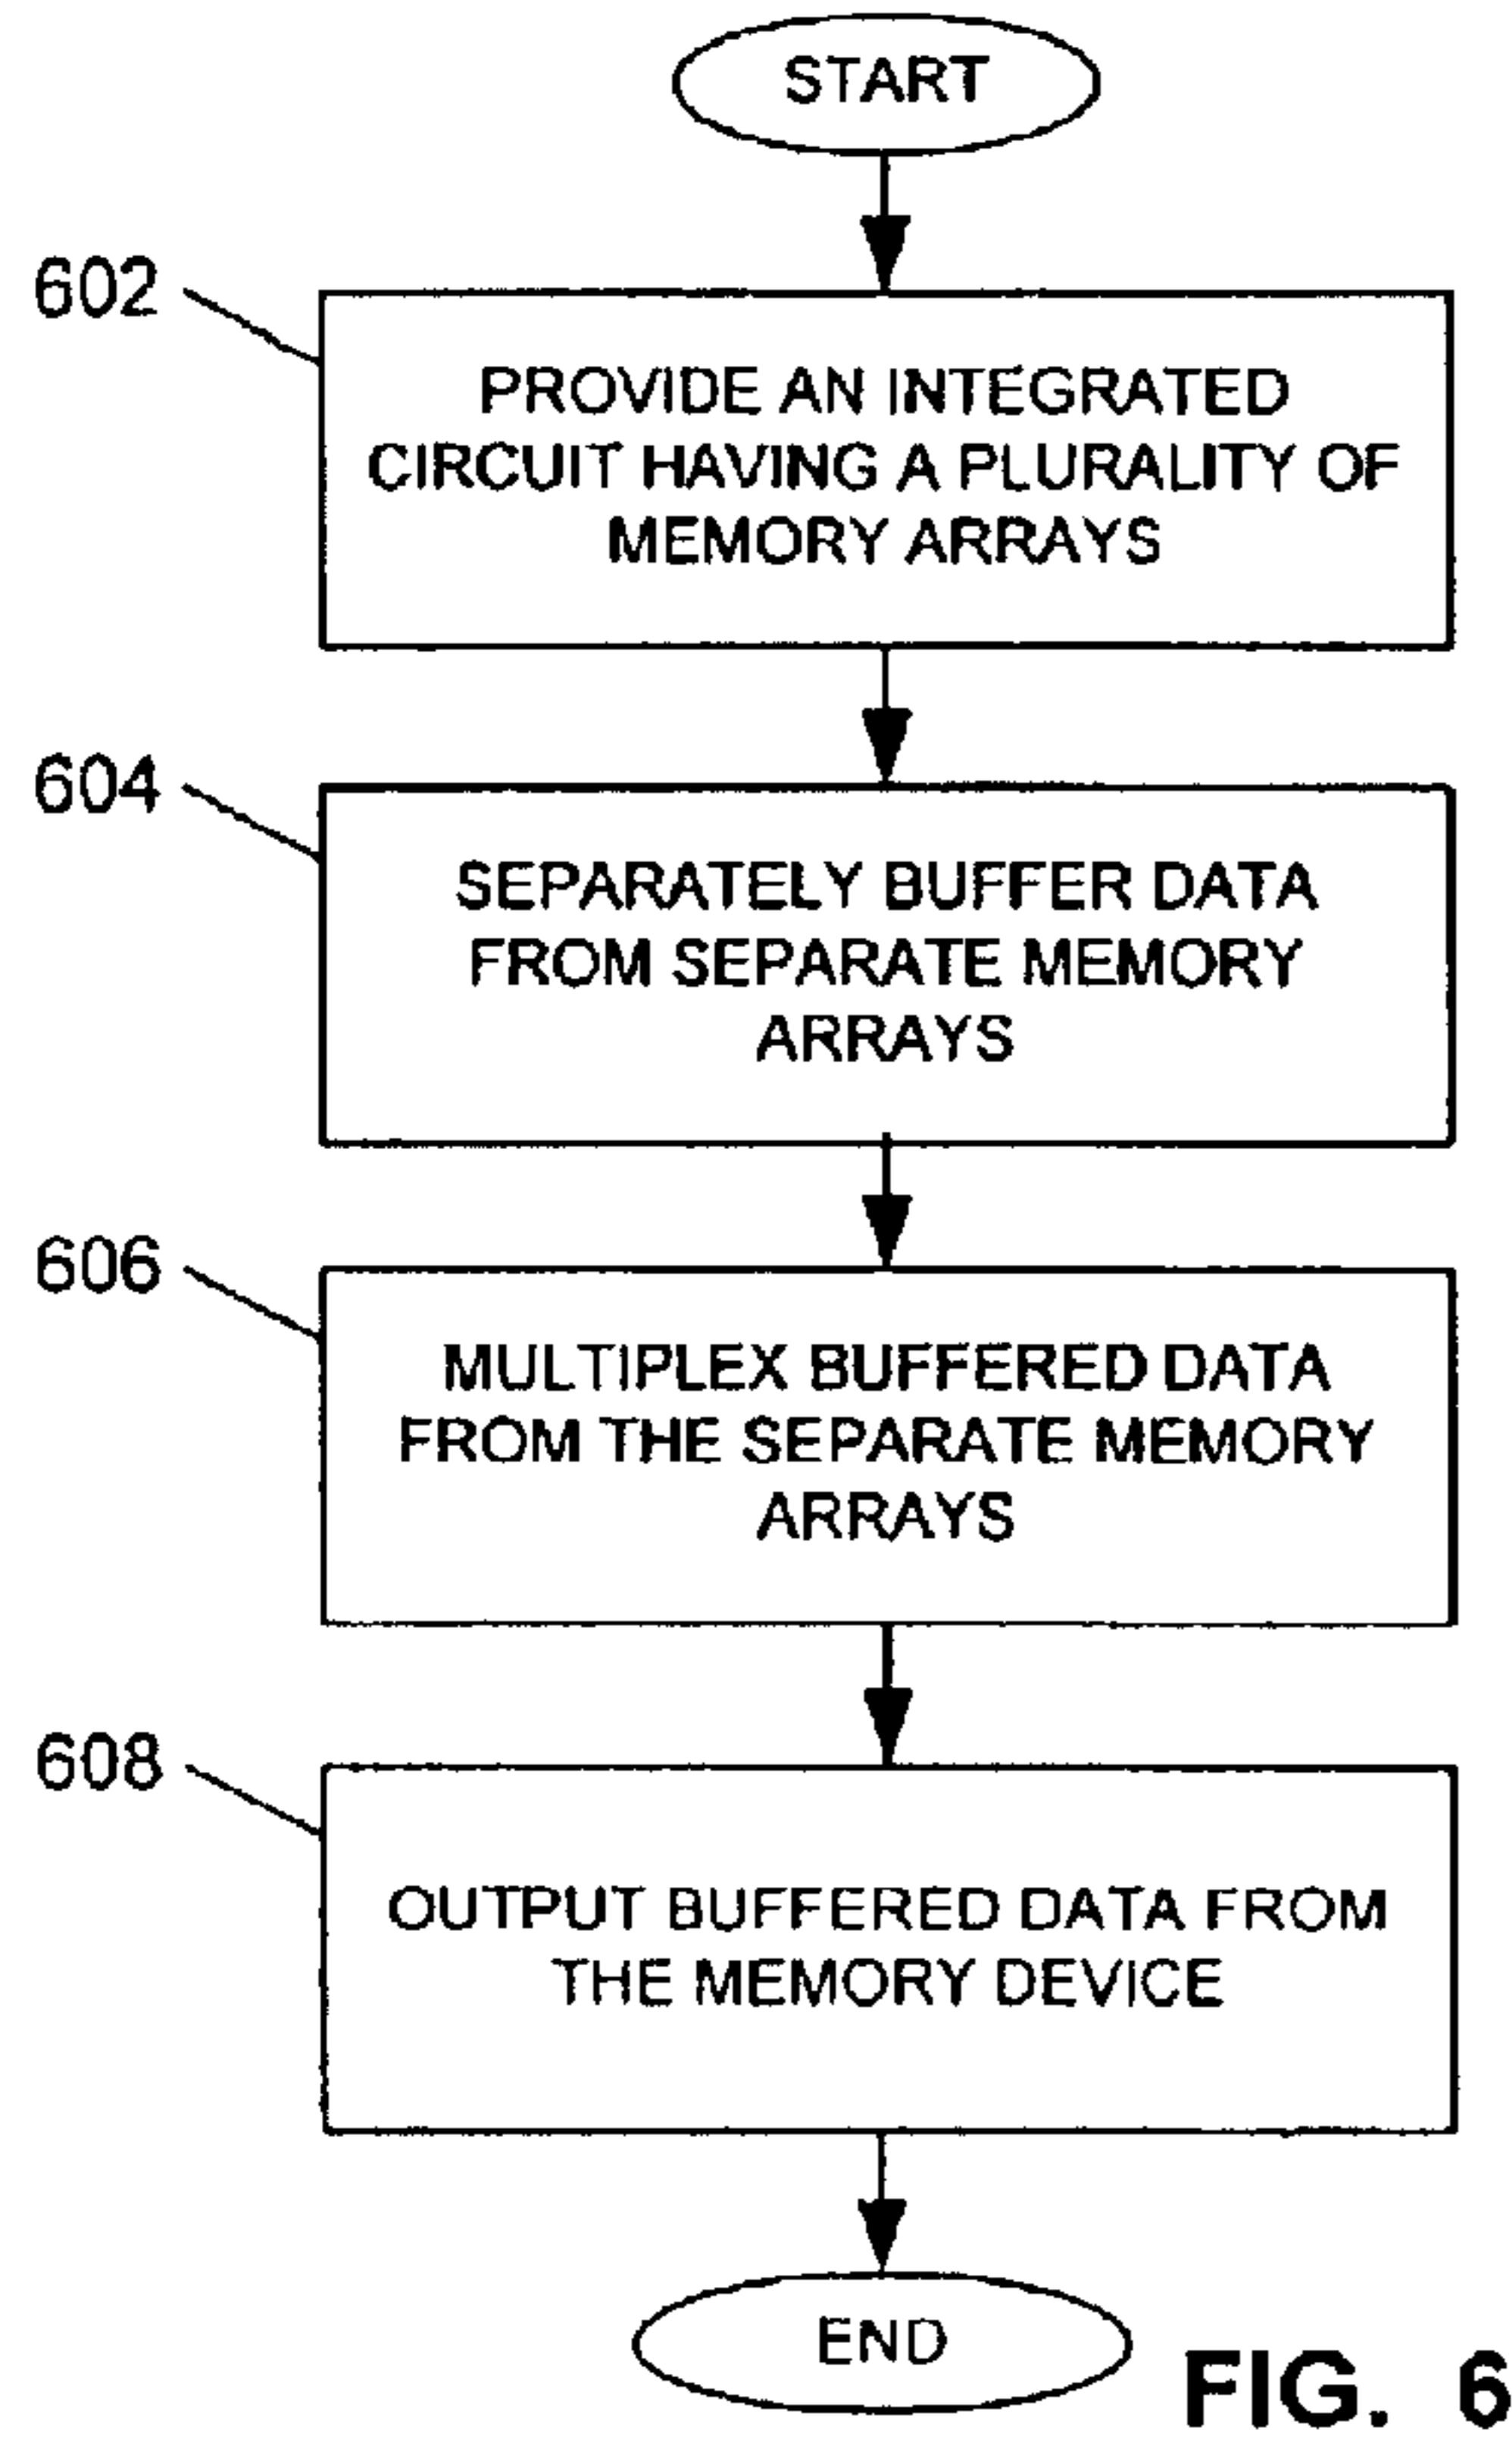 START
602
PROVIDE AN INTEGRATED
CIRCUIT HAVING A PLURALITY OF
MEMORY ARRAYS
604
SEPARATELY BUFFER DATA
FROM SEPARATE MEMORY
ARRAYS
606
MULTIPLEX BUFFERED DATA
FROM THE SEPARATE MEMORY
ARRAYS
608
OUTPUT BUFFERED DATA FROM
THE MEMORY DEVICE
END
FIG. 6